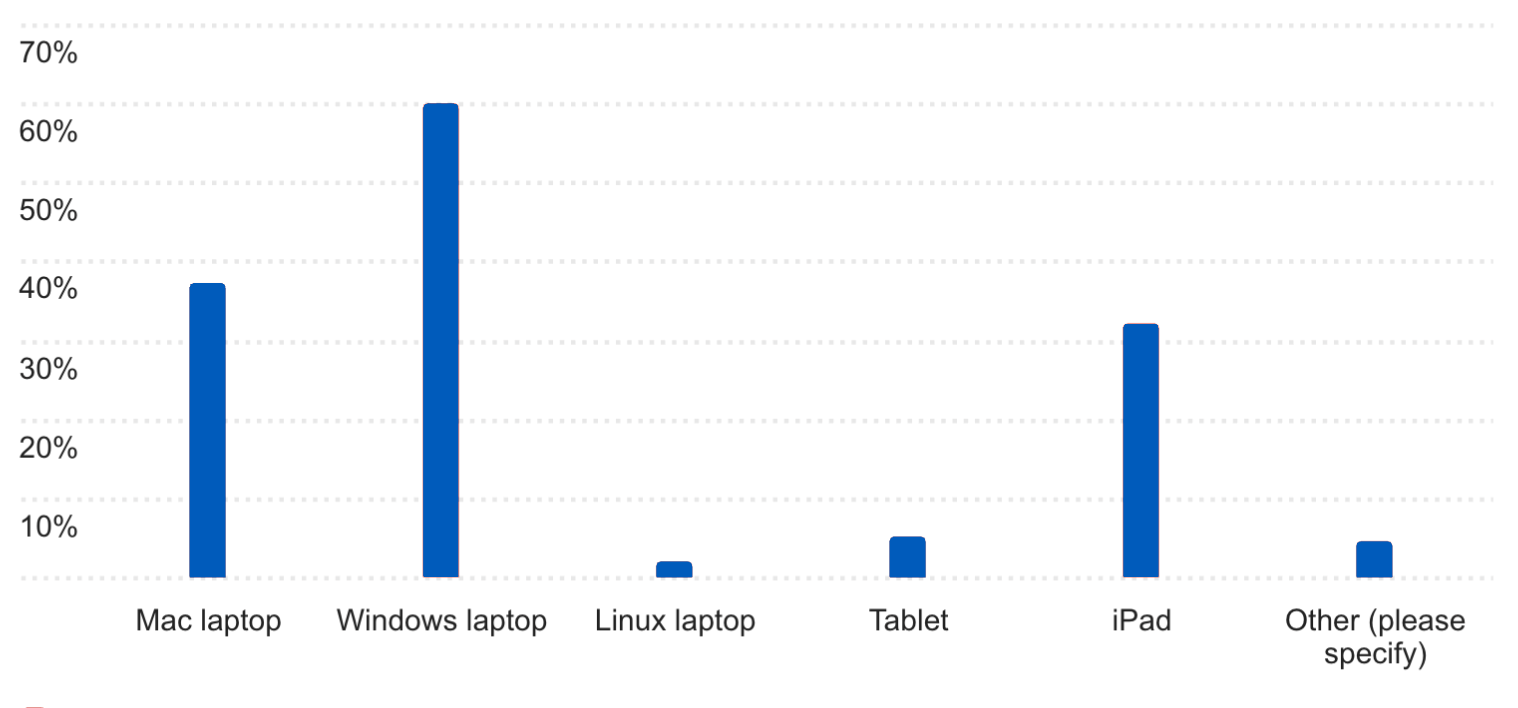 70%
60%
50%
40%
30%
20%
10%
Mac laptop
Windows laptop
Linux laptop
Tablet
iPad
Other (please
specify)